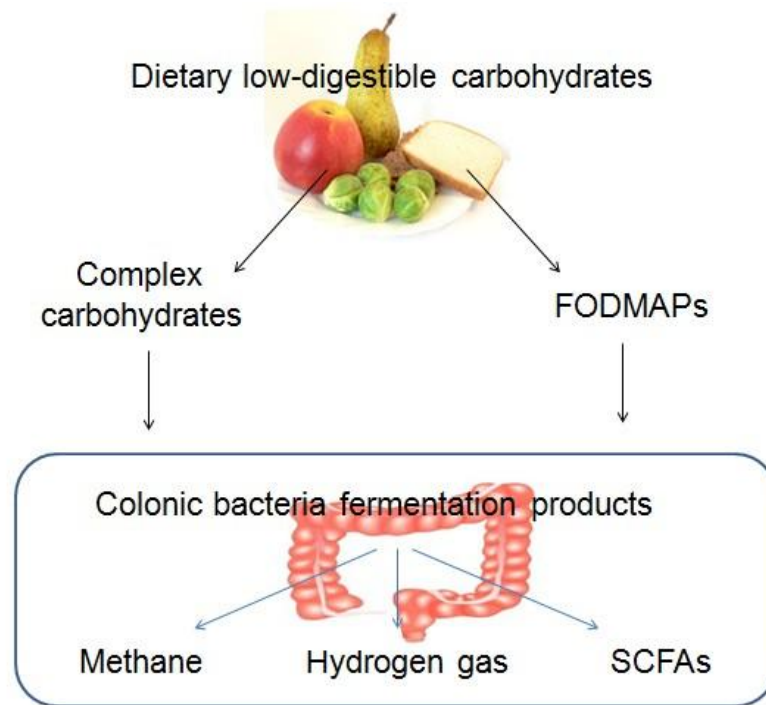 Dietary low-digestible carbohydrates
Complex
carbohydrates
FODMAPs
Colonic bacteria fermentation products
Methane
Hydrogen gas
SCFAs